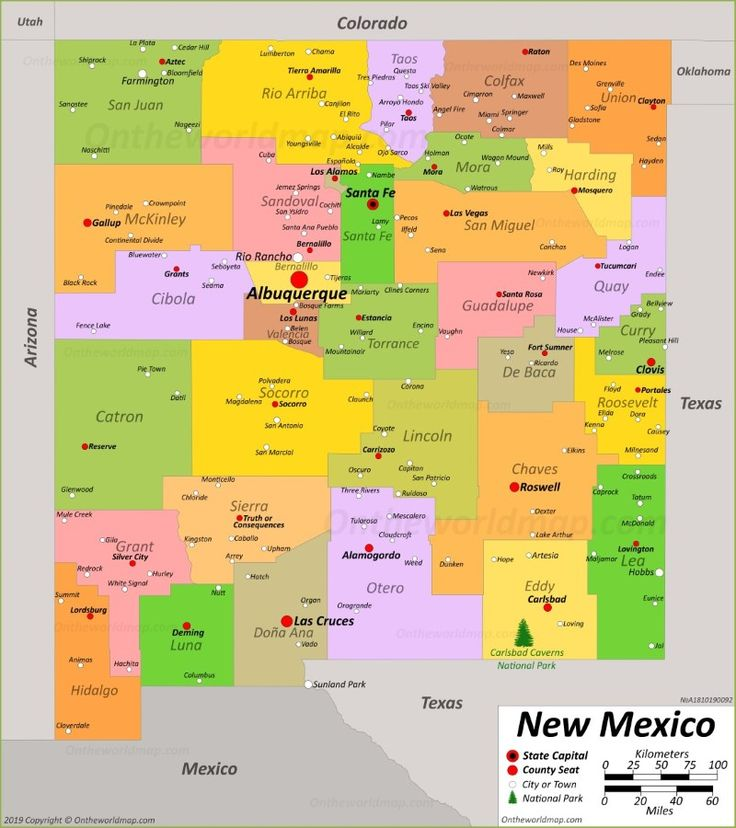 Utah
Colorado
Oklahoma
Arizona
Texas
Texas
Mexico
Ontheworldmap.com
San Juan
La Plata
Cedar Hill
Shiprock
Aztec
Farmington
Bloomfield
Sanastee
Nageezi
Naschitti
Rio Arriba
Lumberton
Chama
Tierro Amarillo
Canjilon
El Rito
Abiquiú
Youngsville
Alcalde
Española
Taos
Questa
Tres Piedras
Taos Ski Valley
Arroyo Hondo
Taos
Pilar
Ojo Sarco
Colfax
Raton
Cimarron
Maxwell
Angel Fire
Miami
Springer
Colmar
Union
Des Moines
Grenville
Clayton
Sofia
Gladstone
Sedan
Hayden
Mora
Ocote
Holmon
Wagon Mound
Mora
Watrous
Harding
Mills
Roy
Mosquero
McKinley
Pinedale
Crownpoint
Gallup
Continental Divide
Black Rock
Sandoval
Cuba
Jemez Springs
San Ysidro
Cochiti
Santa Ana Pueblo
Bernalillo
Rio Rancho
Los Alamos
Santa Fe
Nambe
Santa Fe
Lamy
San Miguel
Las Vegas
Pecos
Ilfeld
Sena
Conchas
Cibola
Bluewater
Seboyeta
Grants
Seama
Fence Lake
Bernalillo
Tijeras
Albuquerque
Valencia
Bosque Farms
Los Lunas
Belen
Bosque
Torrance
Moriarty
Clines Corners
Estancia
Willard
Encino
Mountainair
Guadalupe
Newkirk
Santa Rosa
Vaughn
Quay
Logan
Tucumcari
Endee
McAlister
House
Curry
Bellview
Grady
Pleasant Hill
Melrose
Clovis
De Baca
Yeso
Fort Sumner
Ricardo
Roosevelt
Floyd
Portales
Elida
Dora
Kenna
Causey
Milnesand
Catron
Pie Town
Datil
Reserve
Glenwood
Socorro
Polvadera
Magdalena
Socorro
San Antonio
San Marcial
Lincoln
Corona
Claunch
Coyote
Carrizozo
Oscuro
Capitan
San Patricio
Ruidoso
Chaves
Elkins
Roswell
Dexter
Lake Arthur
Dunken
Lea
Crossroads
Caprock
Tatum
McDonald
Lovington
Maljamar
Hobbs
Eunice
Jal
Sierra
Monticello
Chloride
Truth or
Consequences
Kingston
Caballo
Upham
Arrey
Grant
Mule Creek
Gila
Silver City
Redrock
Hurley
White Signal
Hachita
Hidalgo
Summit
Lordsburg
Animas
Cloverdale
Luna
Nutt
Deming
Columbus
Doña Ana
Hatch
Organ
Las Cruces
Vado
Sunland Park
Otero
Three Rivers
Tularosa
Mescalero
Cloudcroft
Alamogordo
Weed
Orogrande
Eddy
Hope
Artesia
Carlsbad
Loving
Carlsbad Caverns
National Park
NɛA1810190092
New Mexico
State Capital
County Seat
City or Town
National Park
Kilometers
0 25 50 75 100
0 20 40 60
Miles
2019 Copyright © Ontheworldmap.com
Ontheworldmap.com